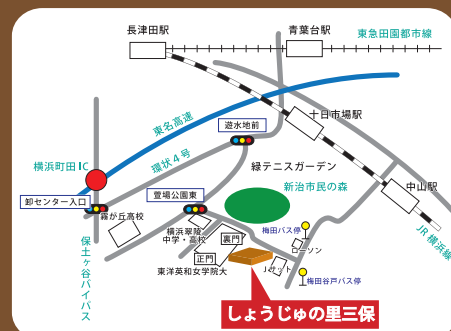 長津田駅
青葉台駅
東急田園都市線
東名高速
遊水地前
十日市場駅
環状4号
横浜町田IC
緑テニスガーデン
新治市民の森
中山駅
卸センター入口
萱場公園東
霧が丘高校
横浜翠陵
中学・高校
裏門
正門
東洋英和女学院大
梅田バス停
ローソン
Jマート
梅田谷戸バス停
JR横浜線
保土ヶ谷バイパス
しょうじゅの里三保